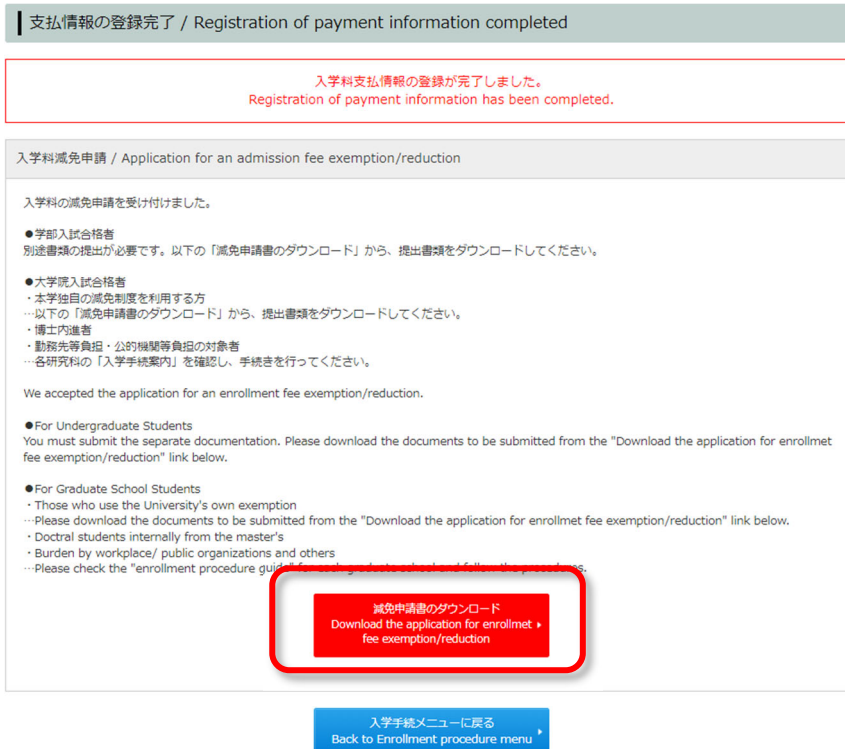 支払情報の登録完了 / Registration of payment information completed
入学料支払情報の登録が完了しました。
Registration of payment information has been completed.
入学料減免申請 / Application for an admission fee exemption/reduction
入学料の減免申請を受け付けました。
●学部入試合格者
別途書類の提出が必要です。以下の「減免申請書のダウンロード」から、提出書類をダウンロードしてください。
●大学院入試合格者
・本学独自の減免制度を利用する方
…以下の「減免申請書のダウンロード」から、提出書類をダウンロードしてください。
・博士内進者
・勤務先等負担・公的機関等負担の対象者
…各研究科の「入学手続案内」を確認し、手続きを行ってください。
We accepted the application for an enrollment fee exemption/reduction.
●For Undergraduate Students
You must submit the separate documentation. Please download the documents to be submitted from the "Download the application for enrollmet
fee exemption/reduction" link below.
●For Graduate School Students
・Those who use the University's own exemption
…Please download the documents to be submitted from the "Download the application for enrollmet fee exemption/reduction" link below.
・Doctral students internally from the master's
・Burden by workplace/ public organizations and others
…Please check the "enrollment procedure guide" for each graduate school and follow the procedures.
減免申請書のダウンロード
Download the application for enrollmet
fee exemption/reduction
入学手続メニューに戻る
Back to Enrollment procedure menu